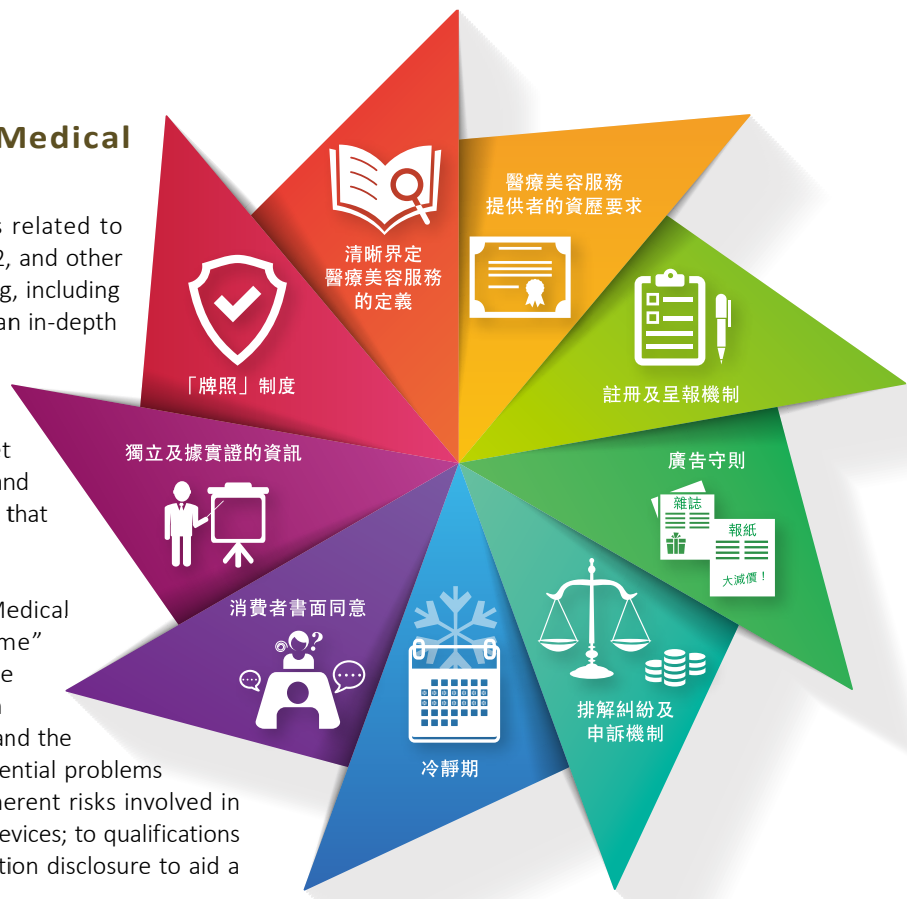 Medical
s related to
2, and other
g, including
an in-depth
et
and
that
Medical
me”
e
n
and the
ential problems
herent risks involved in
evices; to qualifications
tion disclosure to aid a
清晰界定
醫療美容服務
的定義
醫療美容服務
提供者的資歷要求
註冊及呈報機制
廣告守則
雜誌
報紙
大減價！
排解糾紛及
申訴機制
冷靜期
消費者書面同意
?
獨立及據實證的資訊
「牌照」制度